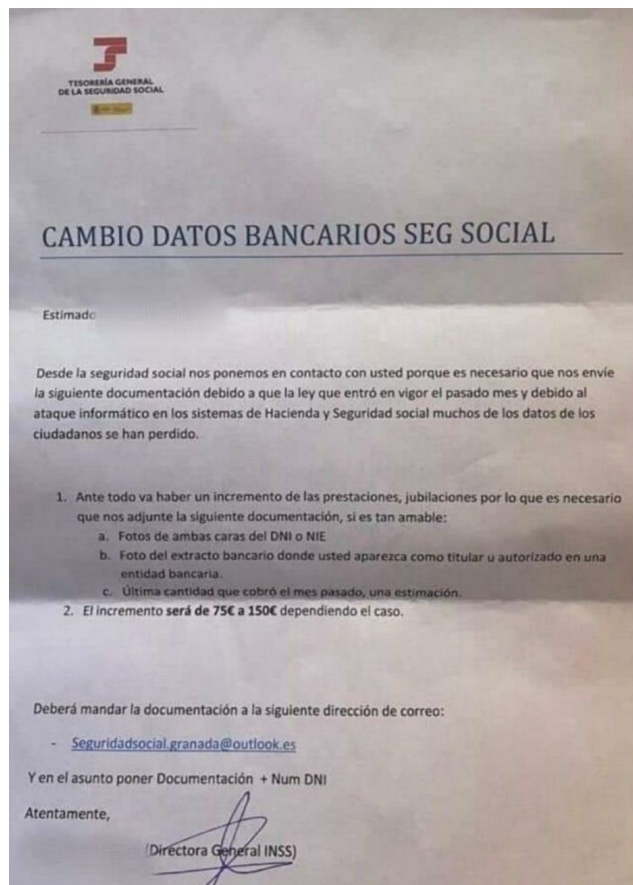 TESORERÍA GENERAL
DE LA SEGURIDAD SOCIAL
CAMBIO DATOS BANCARIOS SEG SOCIAL
Estimado
Desde la seguridad social nos ponemos en contacto con usted porque es necesario que nos envíe
la siguiente documentación debido a que la ley que entró en vigor el pasado mes y debido al
ataque informático en los sistemas de Hacienda y Seguridad social muchos de los datos de los
ciudadanos se han perdido.
1. Ante todo va haber un incremento de las prestaciones, jubilaciones por lo que es necesario
que nos adjunte la siguiente documentación, si es tan amable:
a. Fotos de ambas caras del DNI o NIE
b. Foto del extracto bancario donde usted aparezca como titular u autorizado en una
entidad bancaria.
c. Última cantidad que cobró el mes pasado, una estimación.
2. El incremento será de 75€ a 150€ dependiendo el caso.
Deberá mandar la documentación a la siguiente dirección de correo:
- Seguridadsocial.granada@outlook.es
Y en el asunto poner Documentación + Num DNI
Atentamente,
(Directora General INSS)